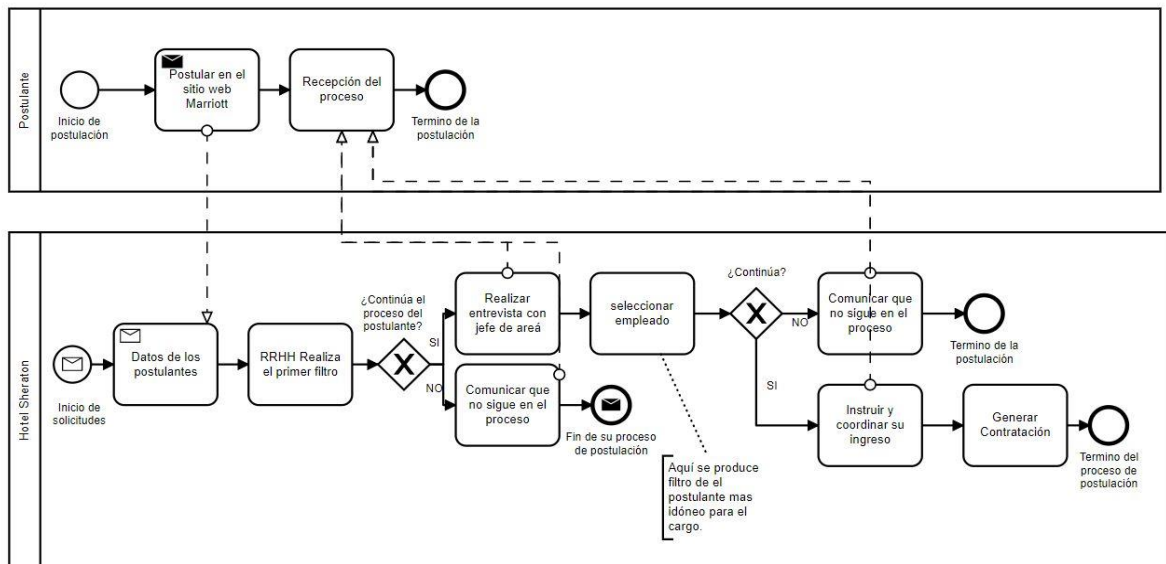 Postulante
Inicio de
postulación
Postular en el
sitio web
Marriott
Recepción del
proceso
Termino de la
postulación
Hotel Sheraton
Inicio de
solicitudes
Datos de los
postulantes
RRHH Realiza
el primer filtro
¿Continúa el
proceso del
postulante?
SI
NO
Realizar
entrevista con
jefe de areá
Comunicar que
no sigue en el
proceso
Fin de su proceso
de postulación
seleccionar
empleado
Aquí se produce
filtro de el
postulante mas
idóneo para el
cargo.
¿Continúa?
NO
SI
Comunicar que
no sigue en el
proceso
Termino de la
postulación
Instruir y
coordinar su
ingreso
Generar
Contratación
Termino del
proceso de
postulación